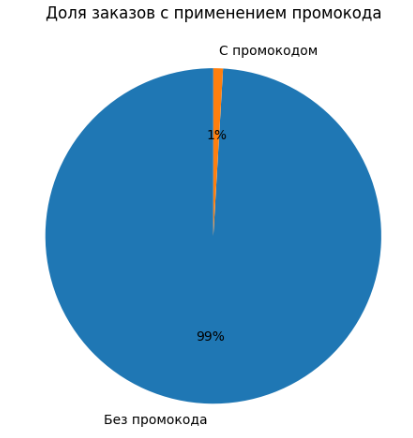 Доля заказов с применением промокода
С промокодом
1%
99%
Без промокода